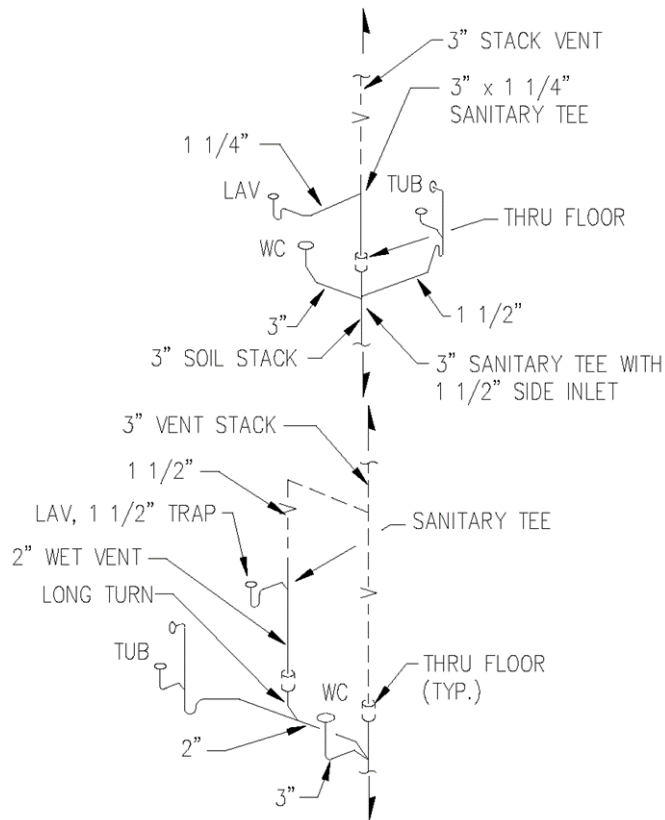 3" STACK VENT
3" x 1 1/4"
SANITARY TEE
1 1/4"
LAV
TUB
THRU FLOOR
WC
3"
1 1/2"
3" SOIL STACK
3" SANITARY TEE WITH
1 1/2" SIDE INLET
V
3" VENT STACK
1 1/2"
LAV, 1 1/2" TRAP
SANITARY TEE
2" WET VENT
LONG TURN
V
V
TUB
WC
THRU FLOOR
(TYP.)
2"
3"